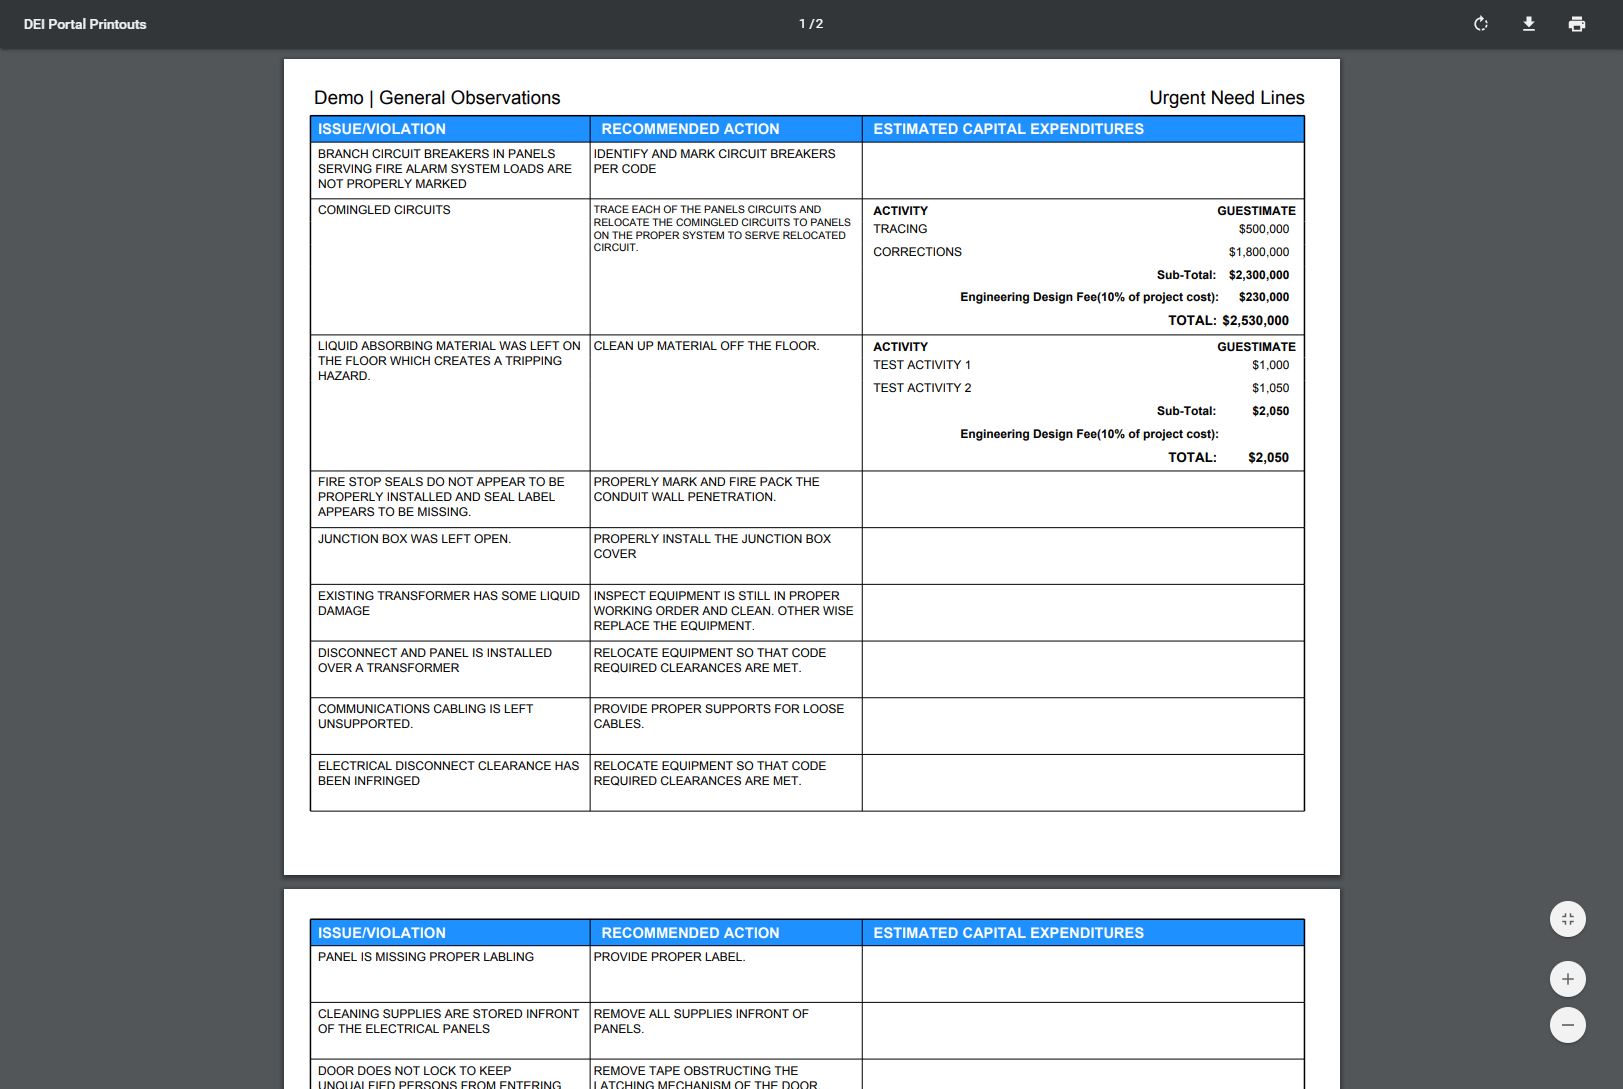 DEI Portal Printouts
1 / 2
Demo | General Observations
Urgent Need Lines
ISSUE/VIOLATION
RECOMMENDED ACTION
ESTIMATED CAPITAL EXPENDITURES
BRANCH CIRCUIT BREAKERS IN PANELS
SERVING FIRE ALARM SYSTEM LOADS ARE
NOT PROPERLY MARKED
IDENTIFY AND MARK CIRCUIT BREAKERS
PER CODE
COMINGLED CIRCUITS
TRACE EACH OF THE PANELS CIRCUITS AND
RELOCATE THE COMINGLED CIRCUITS TO PANELS
ON THE PROPER SYSTEM TO SERVE RELOCATED
CIRCUIT.
ACTIVITY GUESTIMATE
TRACING $500,000
CORRECTIONS $1,800,000
Sub-Total: $2,300,000
Engineering Design Fee(10% of project cost): $230,000
TOTAL: $2,530,000
LIQUID ABSORBING MATERIAL WAS LEFT ON
THE FLOOR WHICH CREATES A TRIPPING
HAZARD.
CLEAN UP MATERIAL OFF THE FLOOR.
ACTIVITY GUESTIMATE
TEST ACTIVITY 1 $1,000
TEST ACTIVITY 2 $1,050
Sub-Total: $2,050
Engineering Design Fee(10% of project cost):
TOTAL: $2,050
FIRE STOP SEALS DO NOT APPEAR TO BE
PROPERLY INSTALLED AND SEAL LABEL
APPEARS TO BE MISSING.
PROPERLY MARK AND FIRE PACK THE
CONDUIT WALL PENETRATION.
JUNCTION BOX WAS LEFT OPEN.
PROPERLY INSTALL THE JUNCTION BOX
COVER
EXISTING TRANSFORMER HAS SOME LIQUID
DAMAGE
INSPECT EQUIPMENT IS STILL IN PROPER
WORKING ORDER AND CLEAN. OTHER WISE
REPLACE THE EQUIPMENT.
DISCONNECT AND PANEL IS INSTALLED
OVER A TRANSFORMER
RELOCATE EQUIPMENT SO THAT CODE
REQUIRED CLEARANCES ARE MET.
COMMUNICATIONS CABLING IS LEFT
UNSUPPORTED.
PROVIDE PROPER SUPPORTS FOR LOOSE
CABLES.
ELECTRICAL DISCONNECT CLEARANCE HAS
BEEN INFRINGED
RELOCATE EQUIPMENT SO THAT CODE
REQUIRED CLEARANCES ARE MET.
ISSUE/VIOLATION
RECOMMENDED ACTION
ESTIMATED CAPITAL EXPENDITURES
PANEL IS MISSING PROPER LABLING
PROVIDE PROPER LABEL.
CLEANING SUPPLIES ARE STORED INFRONT
OF THE ELECTRICAL PANELS
REMOVE ALL SUPPLIES INFRONT OF
PANELS.
DOOR DOES NOT LOCK TO KEEP
UNQUALFIED PERSONS FROM ENTERING
REMOVE TAPE OBSTRUCTING THE
LATCHING MECHANISM OF THE DOOR